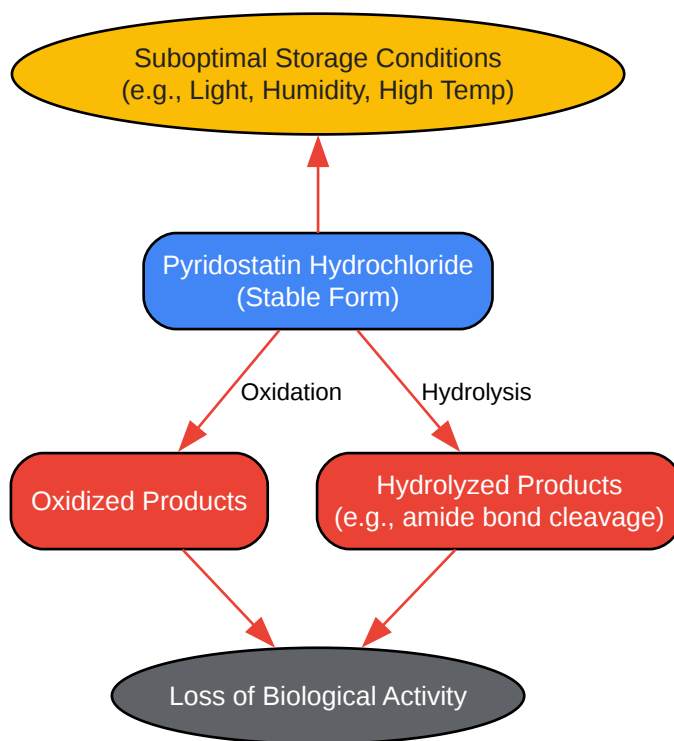 Suboptimal Storage Conditions
(e.g., Light, Humidity, High Temp)
Pyridostatin Hydrochloride
(Stable Form)
Oxidation
Hydrolysis
Oxidized Products
Hydrolyzed Products
(e.g., amide bond cleavage)
Loss of Biological Activity